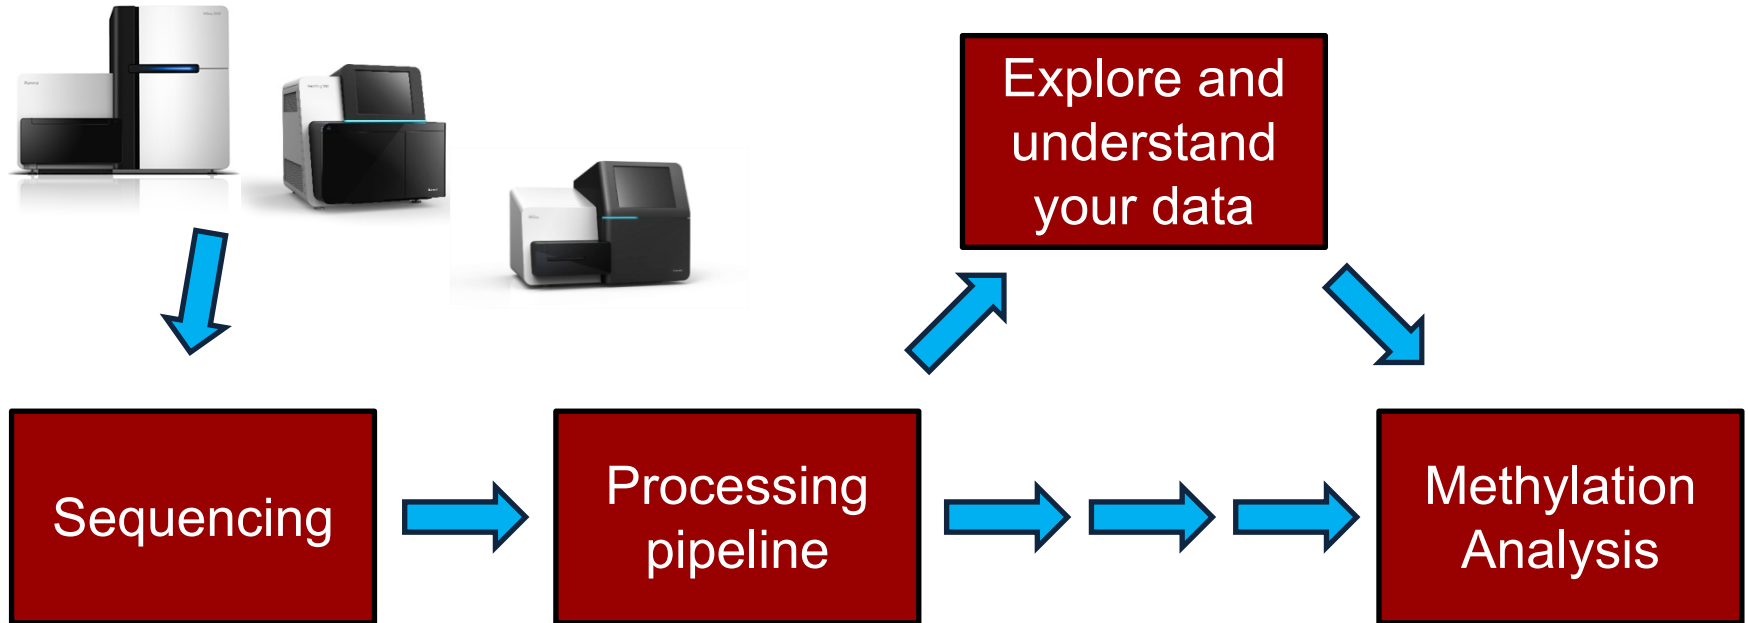 Explore and
understand
your data
Sequencing
Processing
pipeline
Methylation
Analysis